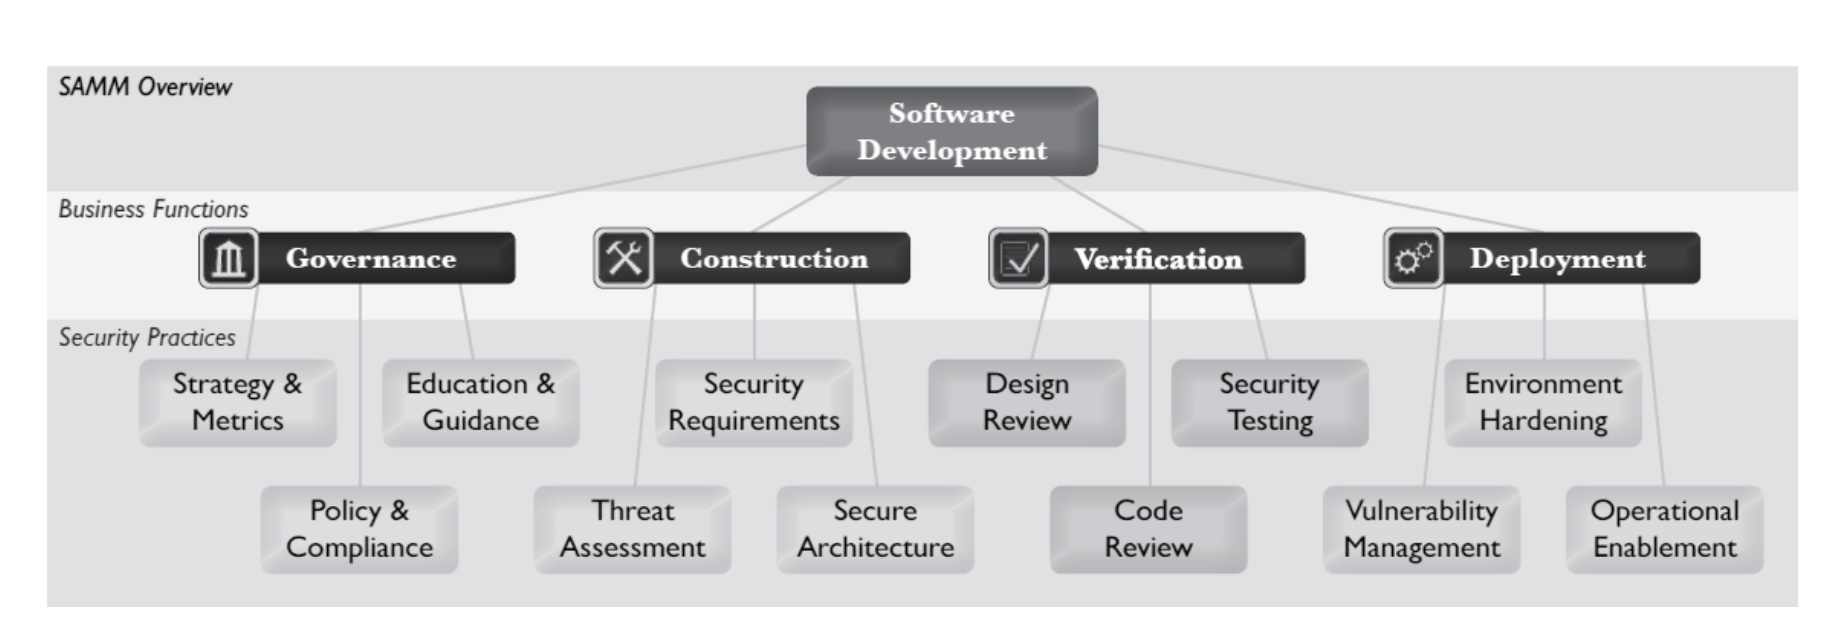 SAMM Overview
Software
Development
Business Functions
Governance
Construction
Verification
Deployment
Security Practices
Strategy &
Metrics
Education &
Guidance
Security
Requirements
Design
Review
Security
Testing
Environment
Hardening
Policy &
Compliance
Threat
Assessment
Secure
Architecture
Code
Review
Vulnerability
Management
Operational
Enablement